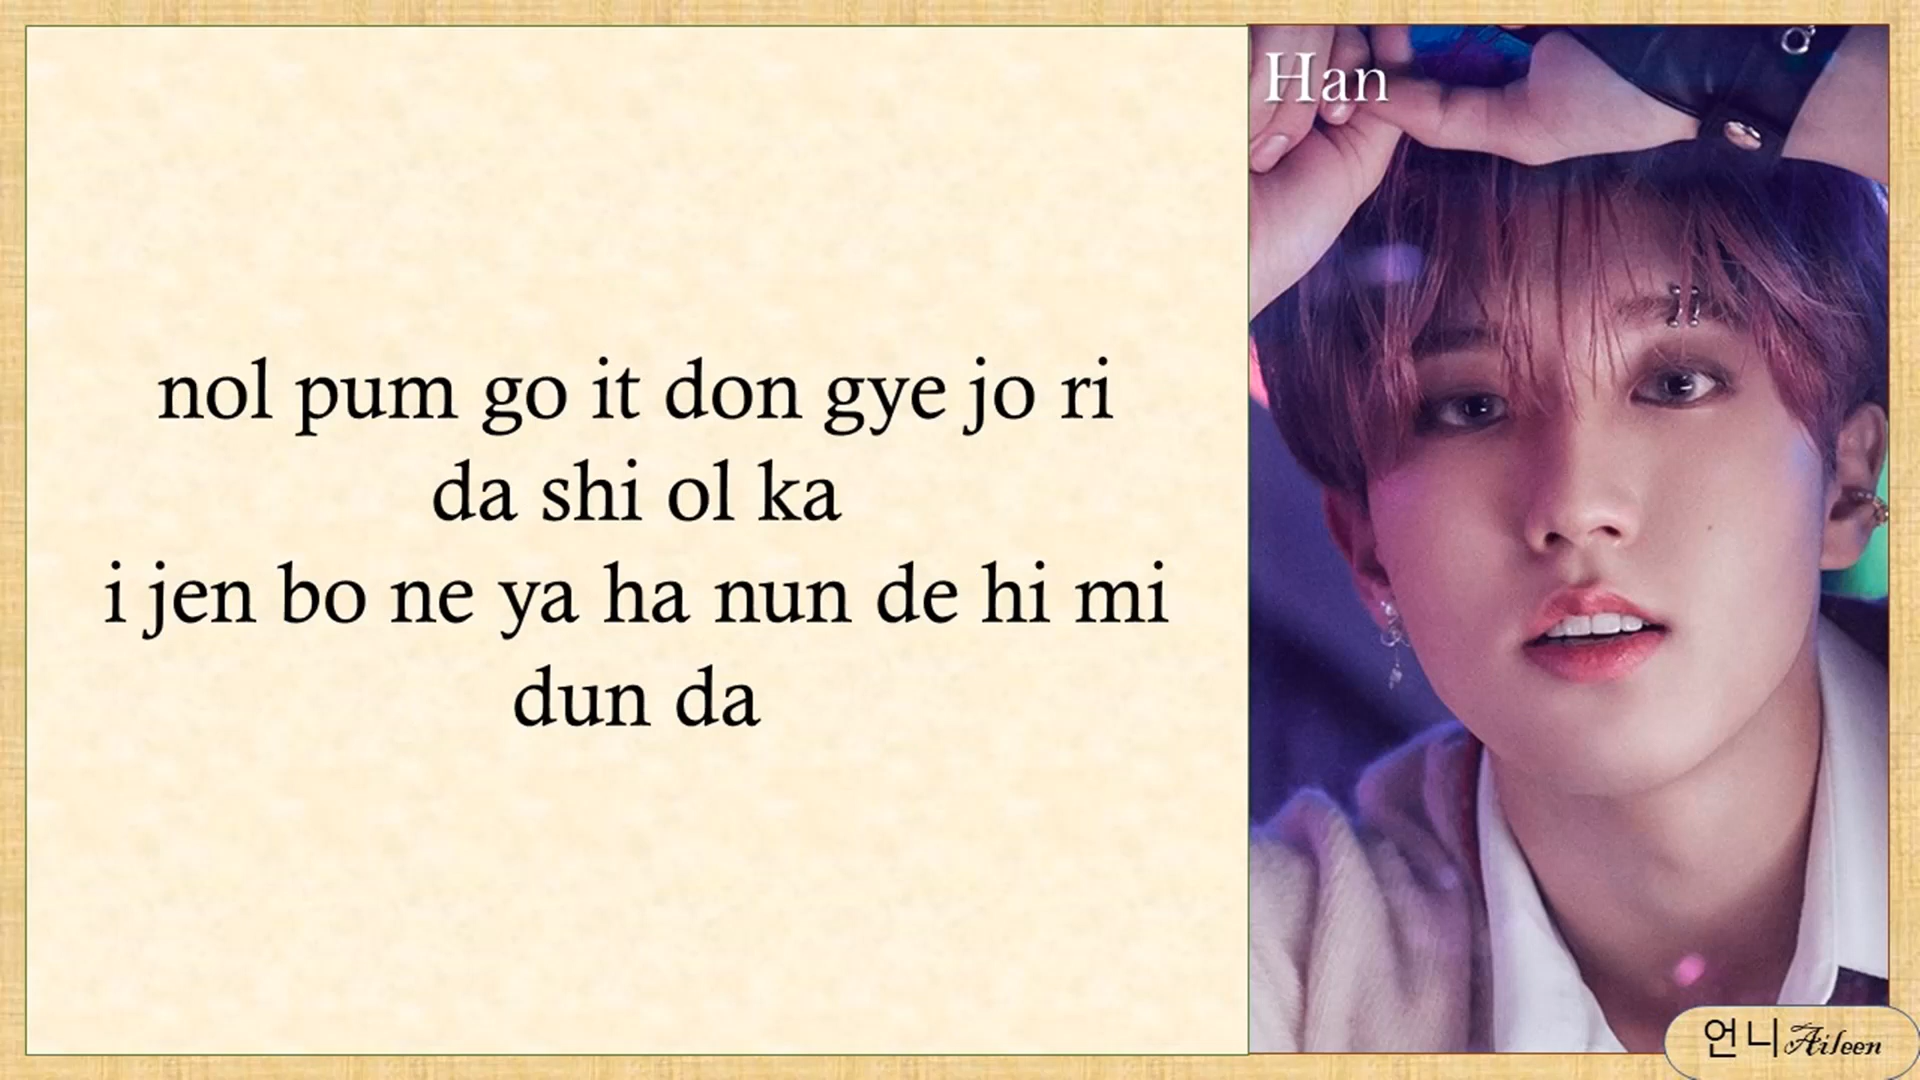 nol pum go it don gye jo ri
da shi ol ka
i jen bo ne ya ha nun de hi mi
dun da
Han
언니 Aileen